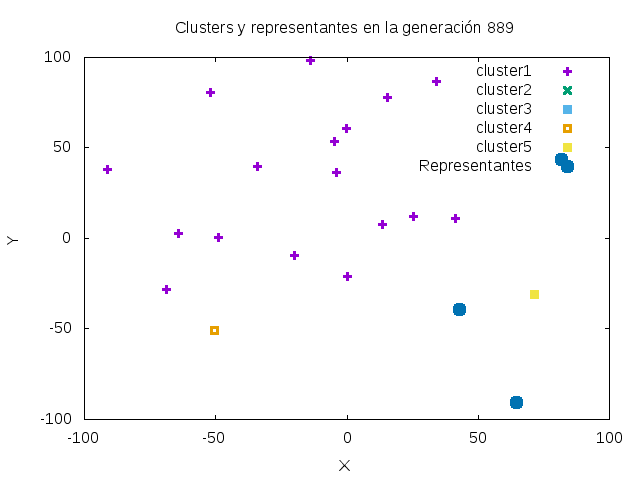 Clusters y representantes en la generación 889
100
50
0
-50
-100
-100
-50
0
50
100
Y
X
cluster1
cluster2
cluster3
cluster4
cluster5
Representantes